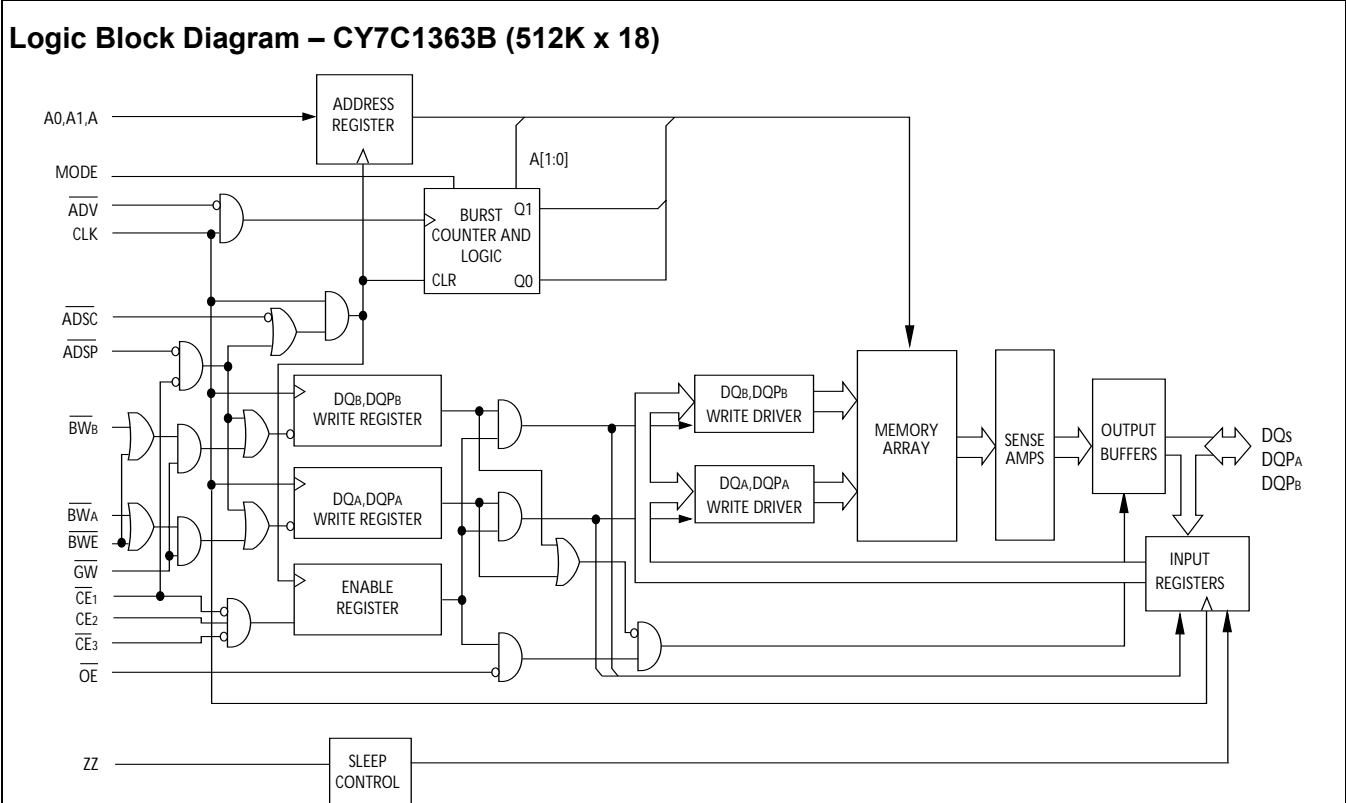 Logic Block Diagram – CY7C1363B (512K x 18)
A0,A1,A
ADDRESS
REGISTER
MODE
A[1:0]
ADV
CLK
BURST
COUNTER AND
LOGIC
Q1
CLR
Q0
ADSC
ADSP
DQB,DQPB
WRITE REGISTER
DQB,DQPB
WRITE DRIVER
MEMORY
ARRAY
SENSE
AMPS
OUTPUT
BUFFERS
DQs
DQPA
DQPB
BWB
DQA,DQPA
WRITE REGISTER
DQA,DQPA
WRITE DRIVER
BWA
BWE
GW
CE1
CE2
CE3
ENABLE
REGISTER
INPUT
REGISTERS
OE
ZZ
SLEEP
CONTROL